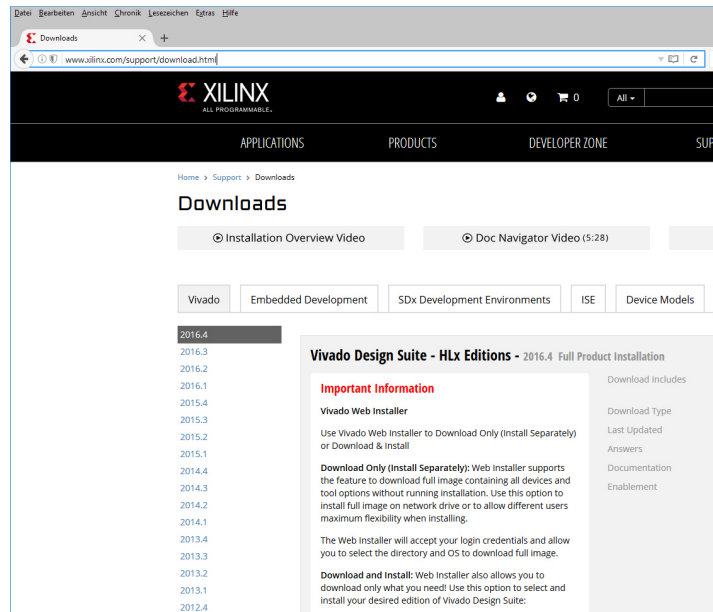 Datei Bearbeiten Ansicht Chronik Lesezeichen Extras Hilfe
Downloads
www.xilinx.com/support/download.html
XILINX
ALL PROGRAMMABLE.
0
All
APPLICATIONS PRODUCTS DEVELOPER ZONE SUP
Home > Support > Downloads
Downloads
Installation Overview Video
Doc Navigator Video (5:28)
Vivado Embedded Development SDx Development Environments ISE Device Models
2016.4
2016.3
2016.2
2016.1
2015.4
2015.3
2015.2
2015.1
2014.4
2014.3
2014.2
2014.1
2013.4
2013.3
2013.2
2013.1
2012.4
Vivado Design Suite - HLx Editions - 2016.4 Full Product Installation
Important Information
Vivado Web Installer
Use Vivado Web Installer to Download Only (Install Separately)
or Download & Install
Download Only (Install Separately): Web Installer supports
the feature to download full image containing all devices and
tool options without running installation. Use this option to
install full image on network drive or to allow different users
maximum flexibility when installing.
The Web Installer will accept your login credentials and allow
you to select the directory and OS to download full image.
Download and Install: Web Installer also allows you to
download only what you need! Use this option to select and
install your desired edition of Vivado Design Suite:
Download Includes
Download Type
Last Updated
Answers
Documentation
Enablement